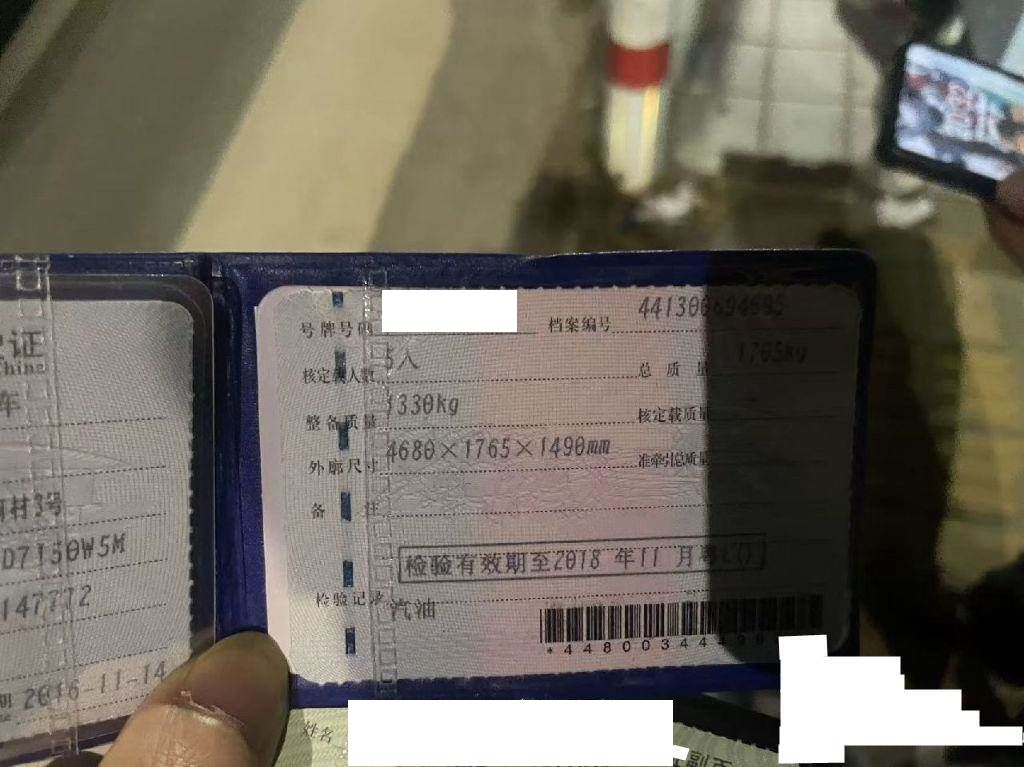 证
China
车
村3号
D7150W5M
147772
2016-11-14
号牌号码
档案编号
核定载人数 5人
总质量 1765kg
整备质量 1330kg
核定载质量
外廓尺寸 4680×1765×1490mm
准牵引总质量
备注
检验有效期至2018 年11 月
检验记录
汽油
姓名
副页